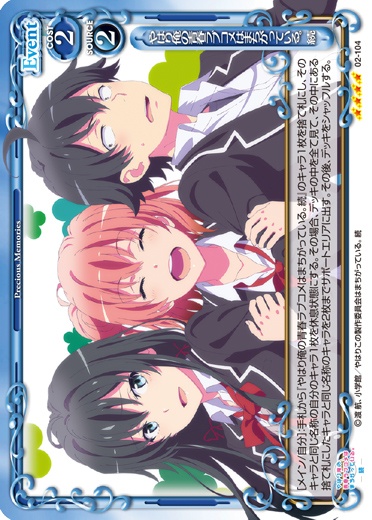 Event
COST
2
SOURCE
2
やはり俺の青春ラブコメはまちがっている。続
Precious Memories
[メイン/自分]:手札から『やはり俺の青春ラブコメはまちがっている。続』のキャラ1枚を捨て札にし、その
キャラと同じ名称の自分のキャラ1枚を休息状態にする。その場合、デッキの中を全て見て、その中にある
捨て札にしたキャラと同じ名称のキャラを2枚までサポートエリアに出す。その後、デッキをシャッフルする。
©渡 航、小学館/やはりこの製作委員会はまちがっている。続
02-104
★★★★